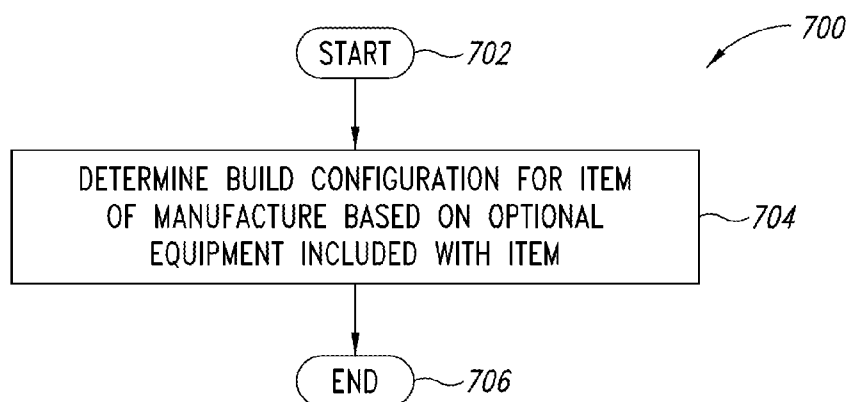 START
702
700
DETERMINE BUILD CONFIGURATION FOR ITEM
OF MANUFACTURE BASED ON OPTIONAL
EQUIPMENT INCLUDED WITH ITEM
704
END
706